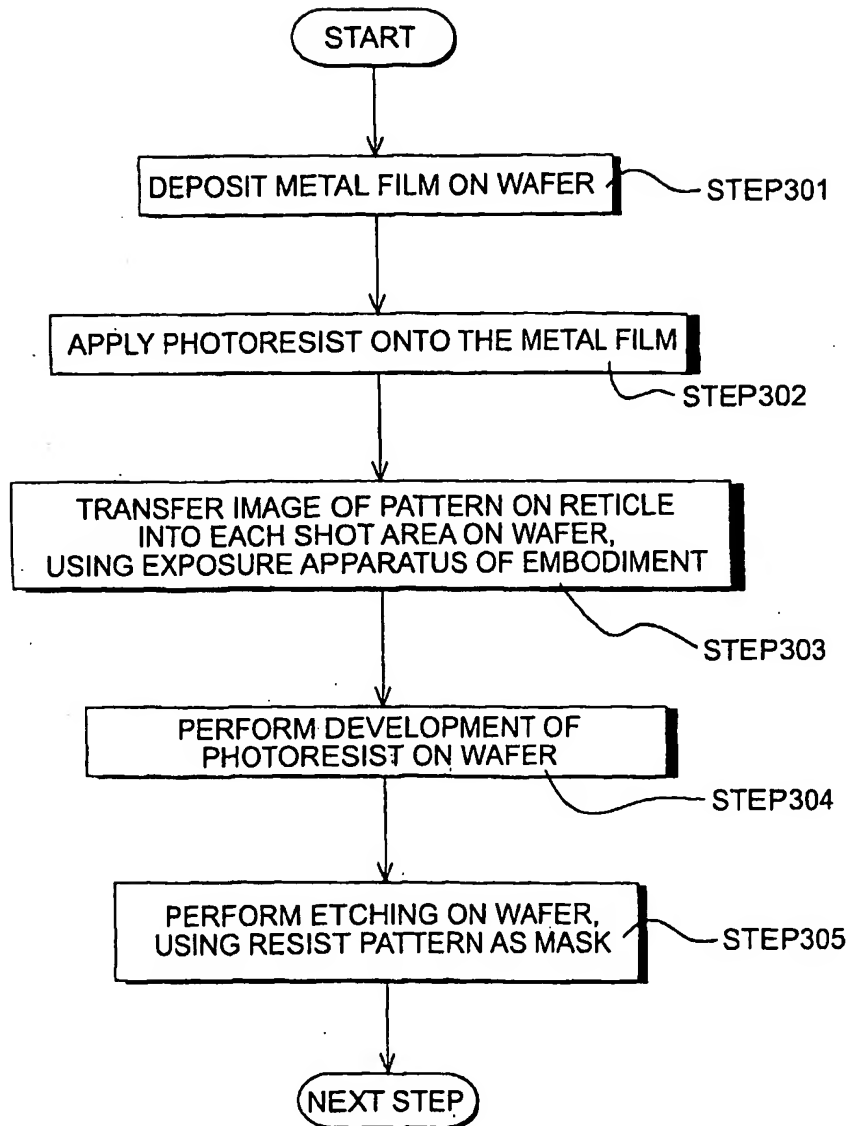 START
DEPOSIT METAL FILM ON WAFER
STEP301
APPLY PHOTORESIST ONTO THE METAL FILM
STEP302
TRANSFER IMAGE OF PATTERN ON RETICLE
INTO EACH SHOT AREA ON WAFER,
USING EXPOSURE APPARATUS OF EMBODIMENT
STEP303
PERFORM DEVELOPMENT OF
PHOTORESIST ON WAFER
STEP304
PERFORM ETCHING ON WAFER,
USING RESIST PATTERN AS MASK
STEP305
NEXT STEP